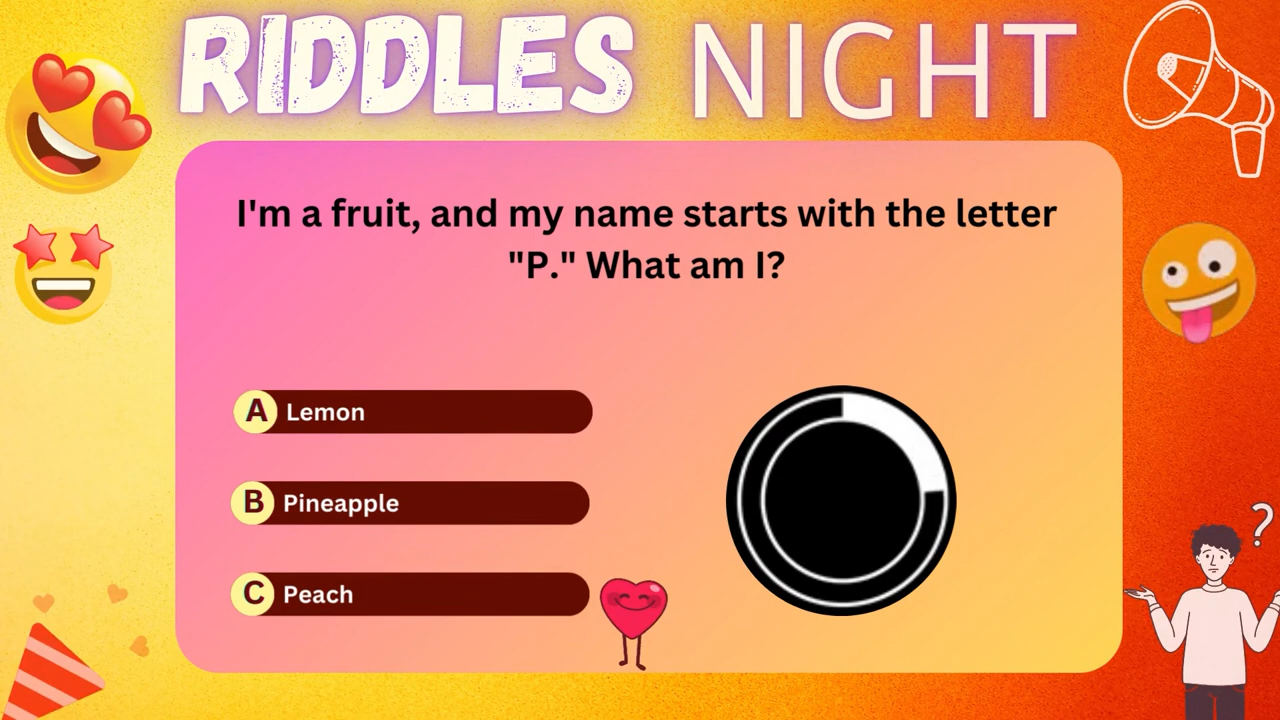 RIDDLES NIGHT
I'm a fruit, and my name starts with the letter
"P." What am I?
A Lemon
B Pineapple
C Peach
?